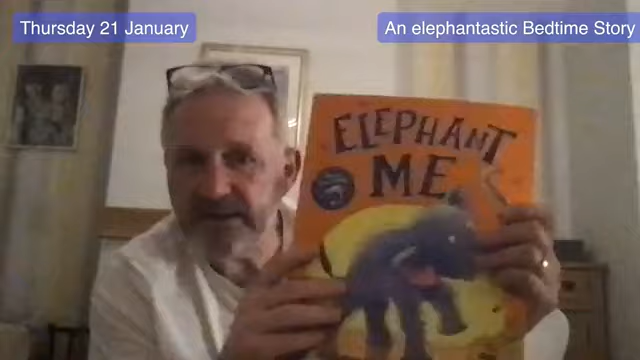 Thursday 21 January
An elephantastic Bedtime Story
ELEPHANT
ME